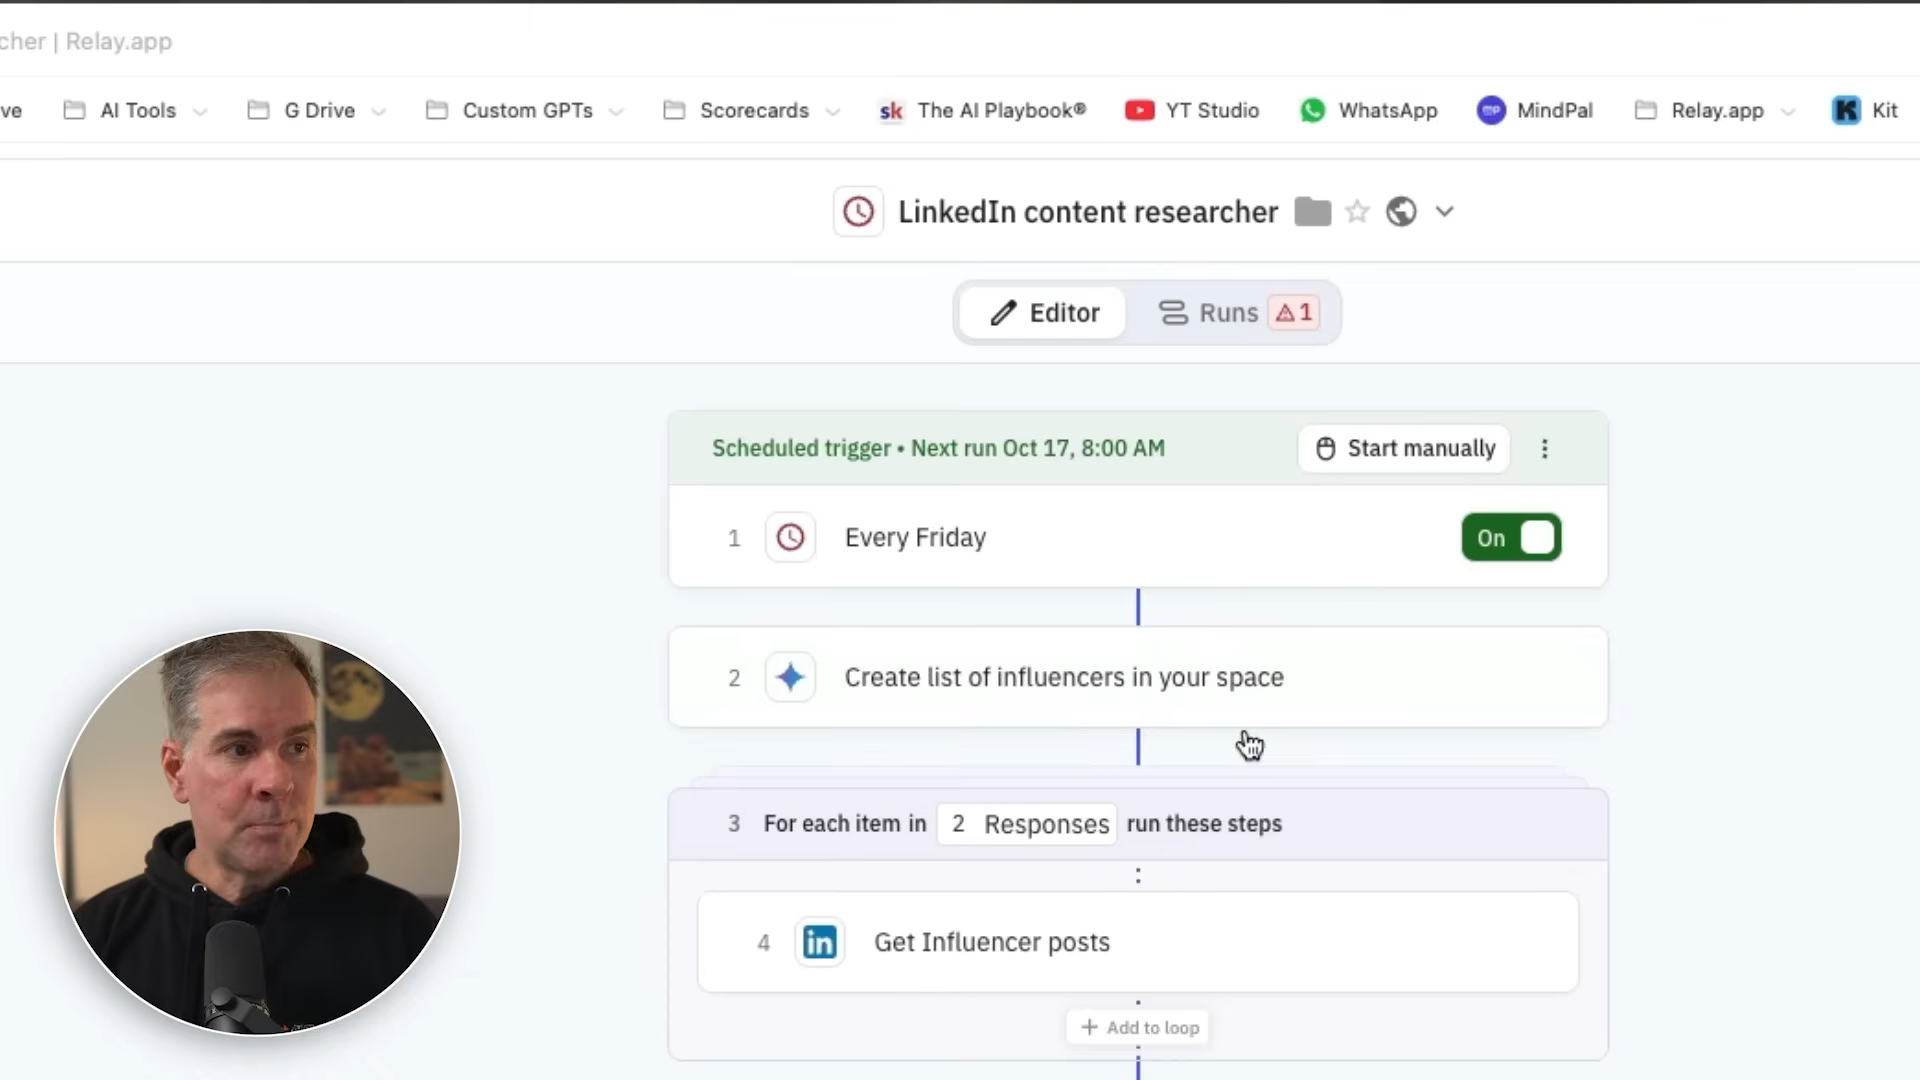 cher | Relay.app
ve AI Tools G Drive Custom GPTs Scorecards sk The AI Playbook® YT Studio WhatsApp mp MindPal Relay.app K Kit
LinkedIn content researcher
Editor Runs 1
Scheduled trigger • Next run Oct 17, 8:00 AM Start manually
1 Every Friday On
2 Create list of influencers in your space
3 For each item in 2 Responses run these steps
4 in Get Influencer posts
+ Add to loop